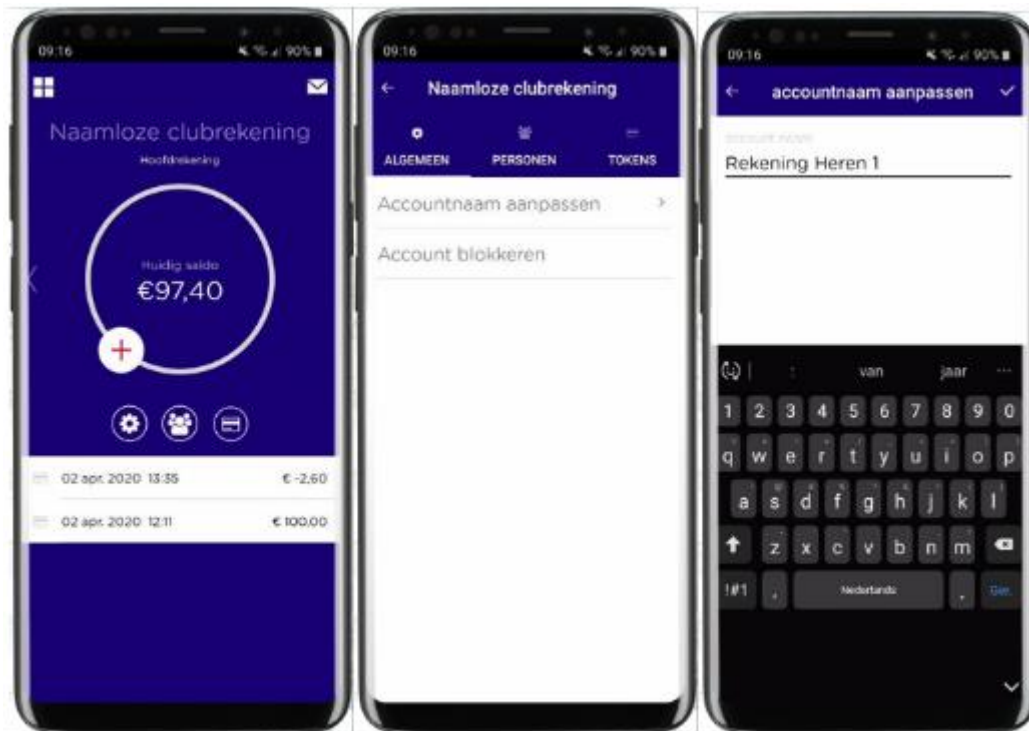 09:16
90%
Naamloze clubrekening
Hoofdrekening
Huidig saldo
€97,40
02 apr. 2020 13:35 € -2,60
02 apr. 2020 12:11 € 100,00
09:16
90%
Naamloze clubrekening
ALGEMEEN PERSONEN TOKENS
Accountnaam aanpassen
Account blokkeren
09:16
90%
accountnaam aanpassen
Rekening Heren 1
: van jaar ...
1 2 3 4 5 6 7 8 9 0
q w e r t y u i o p
a s d f g h j k l
z x c v b n m
!#1 , Nederlands .